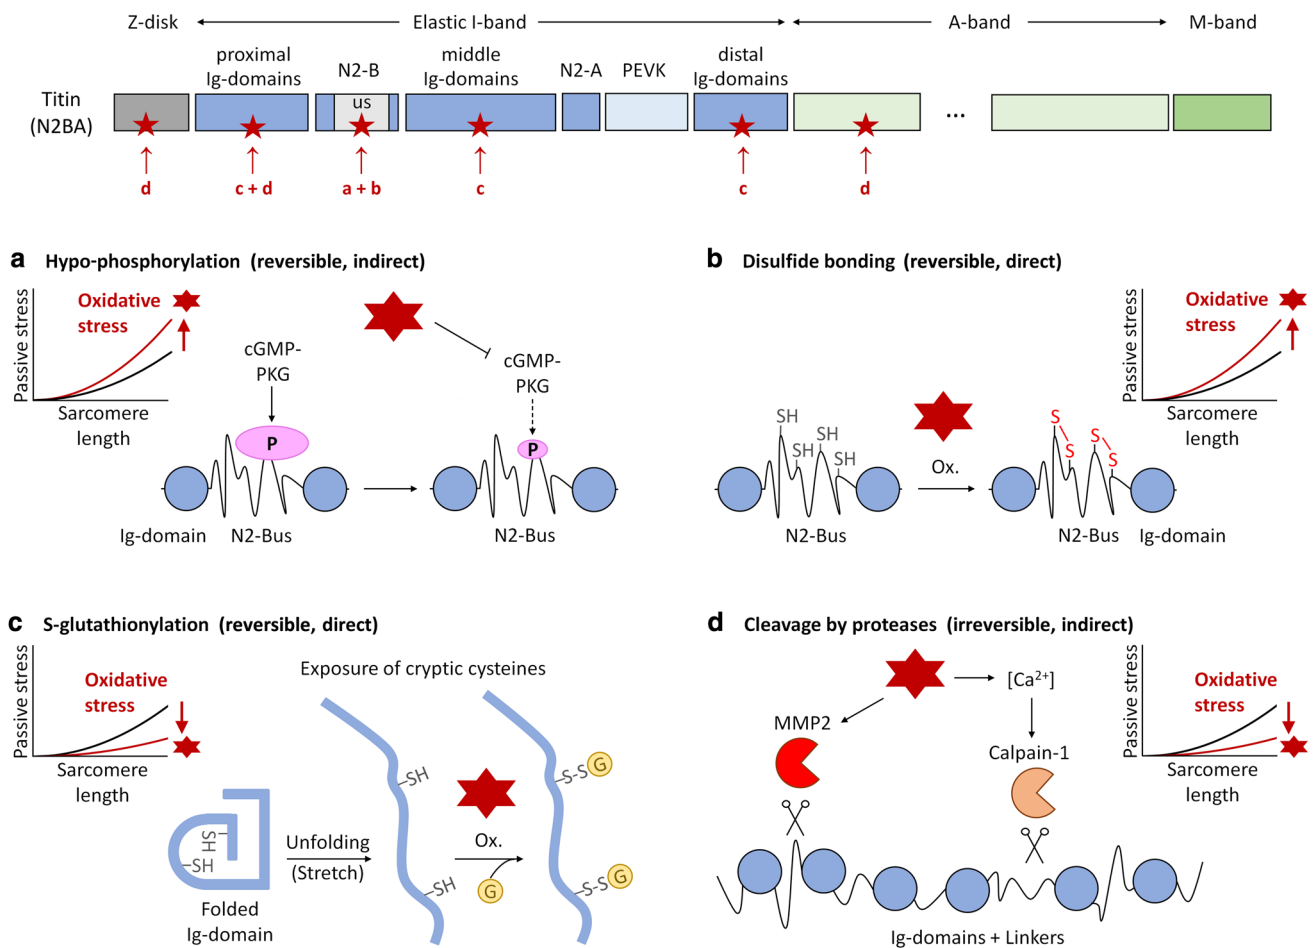 Z-disk
Elastic I-band
A-band
M-band
proximal
Ig-domains
N2-B
middle
Ig-domains
N2-A
PEVK
distal
Ig-domains
Titin
(N2BA)
us
...
d
c + d
a + b
c
c
d
a Hypo-phosphorylation (reversible, indirect)
Passive stress
Oxidative
stress
Sarcomere
length
cGMP-
PKG
P
cGMP-
PKG
P
Ig-domain
N2-Bus
N2-Bus
b Disulfide bonding (reversible, direct)
Passive stress
Oxidative
stress
Sarcomere
length
SH
SH
SH
SH
Ox.
S
S
S
S
N2-Bus
N2-Bus
Ig-domain
c S-glutathionylation (reversible, direct)
Passive stress
Oxidative
stress
Sarcomere
length
Exposure of cryptic cysteines
SH
SH
Folded
Ig-domain
Unfolding
(Stretch)
SH
SH
Ox.
G
S-S G
S-S G
d Cleavage by proteases (irreversible, indirect)
[Ca²⁺]
MMP2
Calpain-1
Passive stress
Oxidative
stress
Sarcomere
length
Ig-domains + Linkers